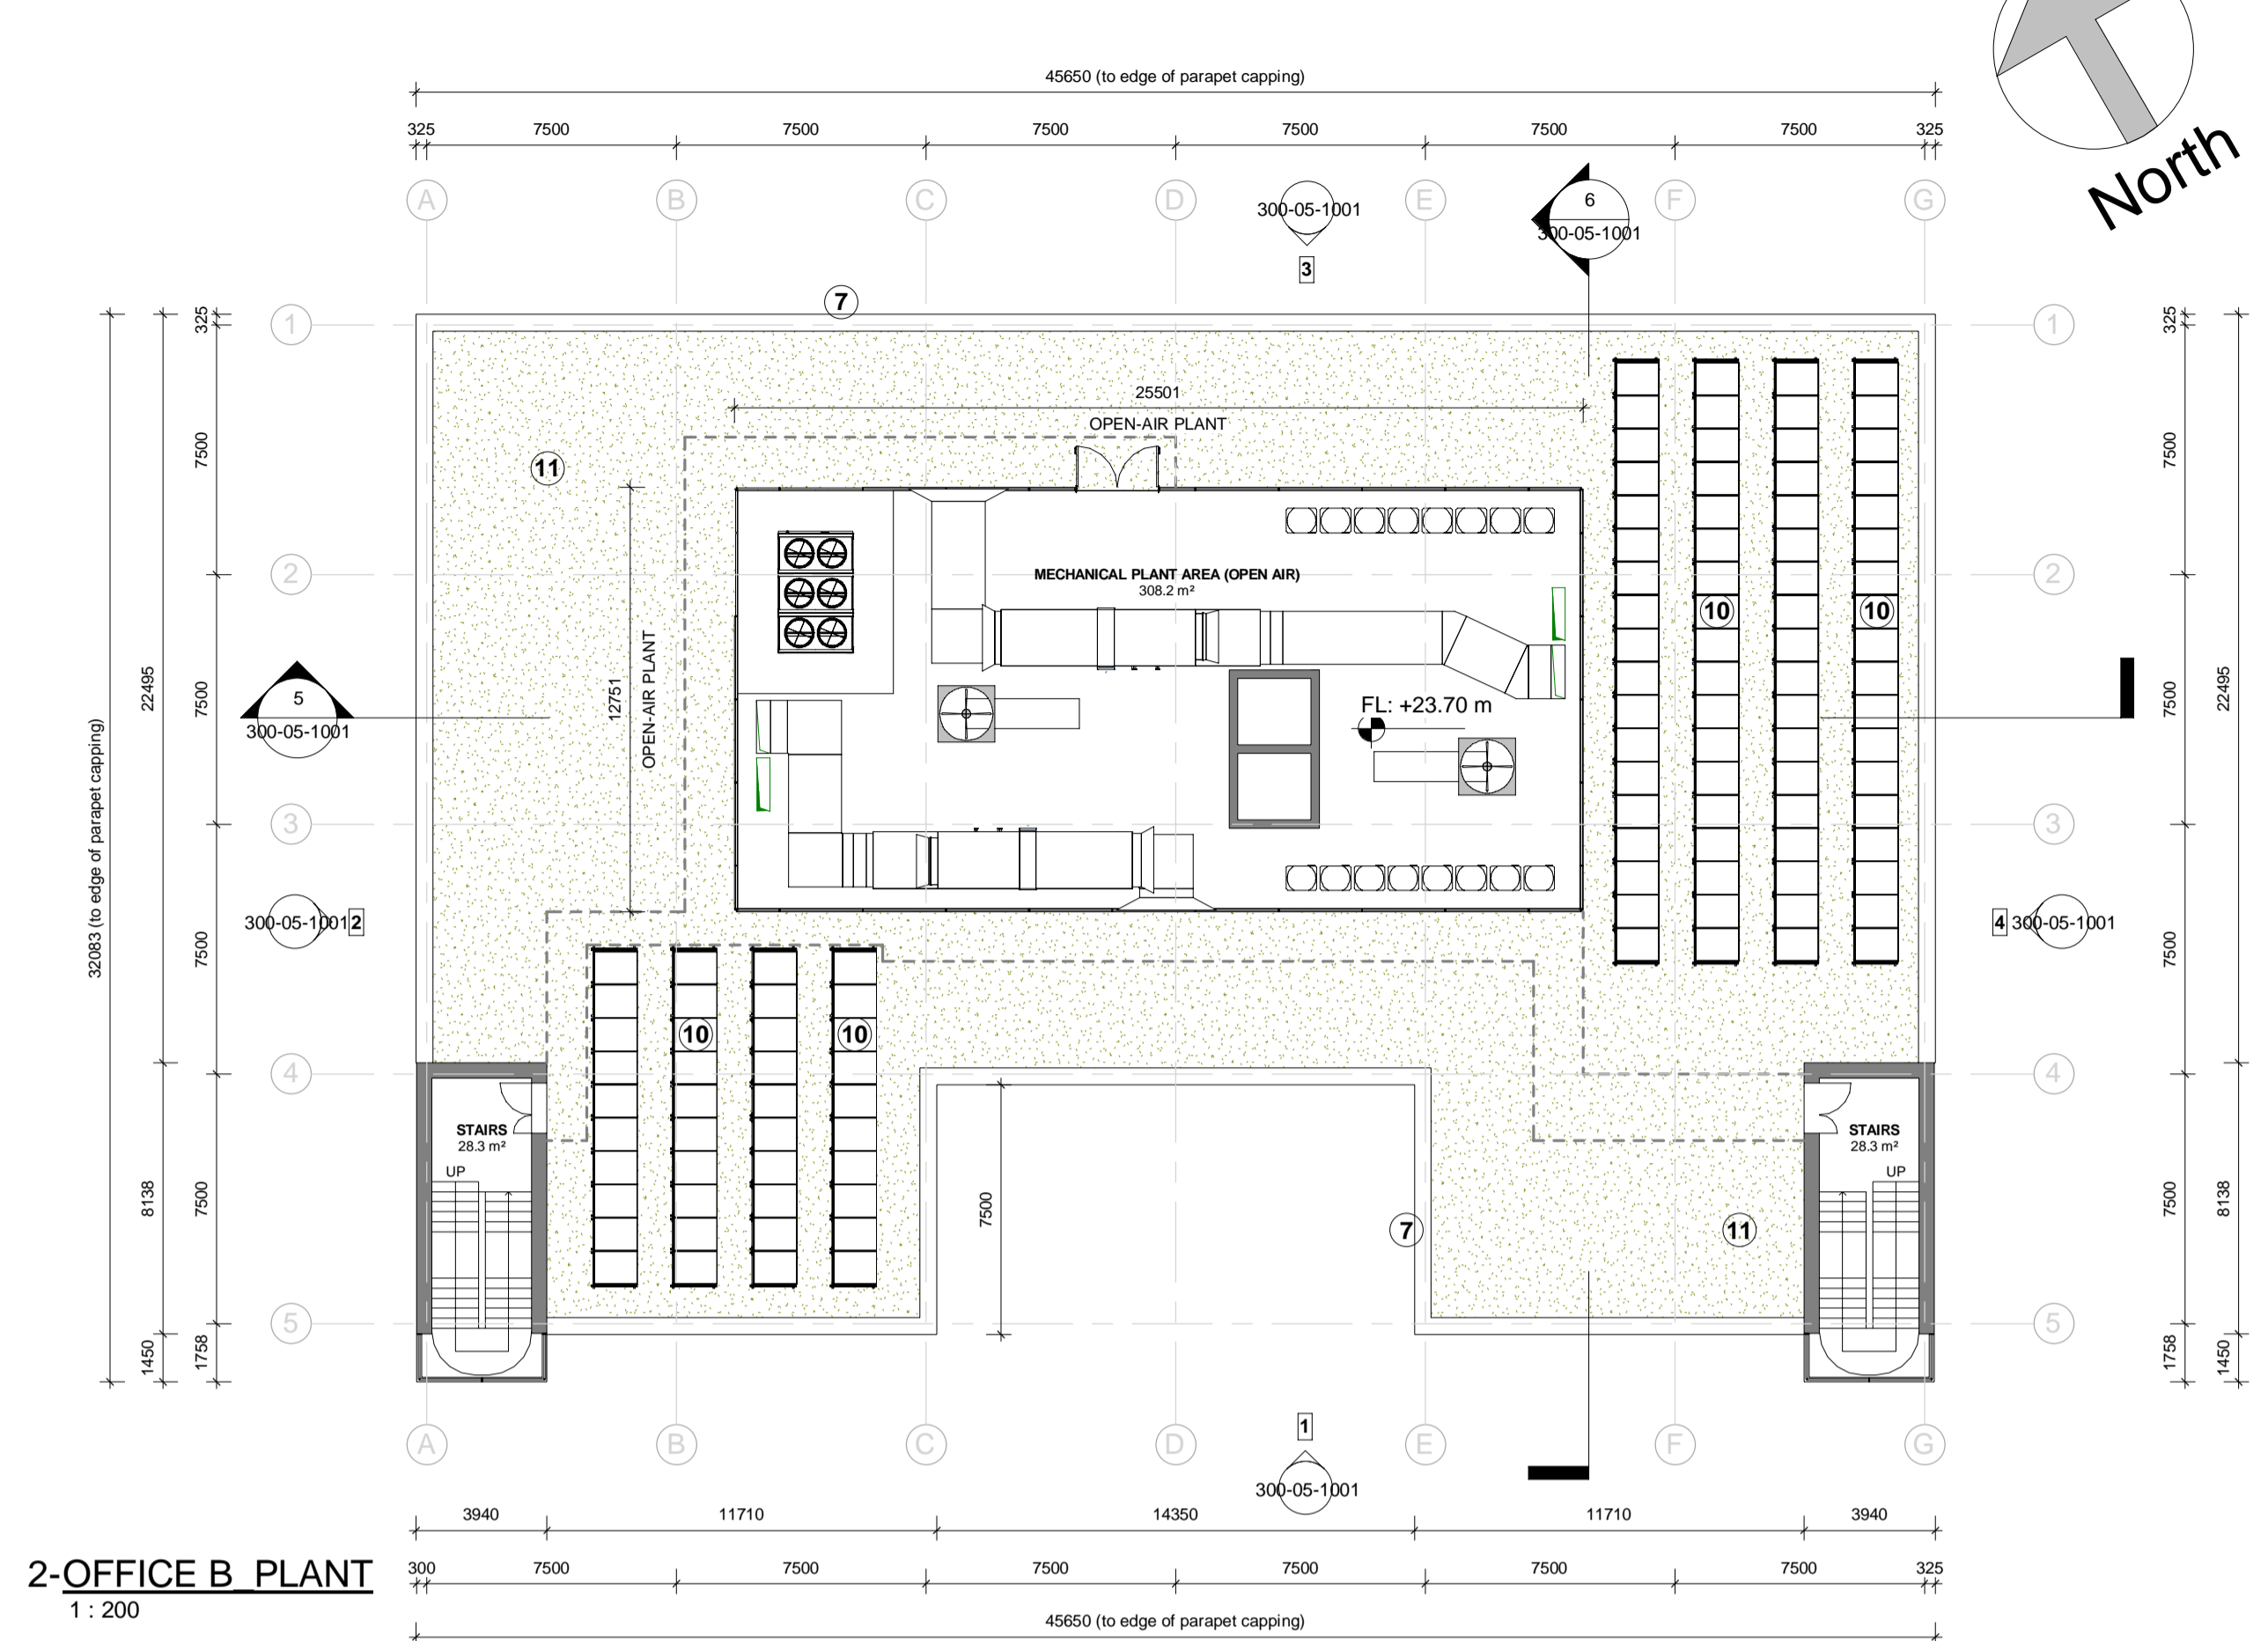 45650 (to edge of parapet capping)
325 7500 7500 7500 7500 7500 7500 325
North
A B C D E F G
300-05-1001
3
6
300-05-1001
7
1 1
325 325
25501
OPEN-AIR PLANT
7500 7500
11
2 2
MECHANICAL PLANT AREA (OPEN AIR)
308.2 m²
10 10
22495 22495
12751
OPEN-AIR PLANT
7500 7500
5
300-05-1001
FL: +23.70 m
32083 (to edge of parapet capping)
3 3
300-05-1001 2
4 300-05-1001
7500 7500
10 10
4 4
STAIRS
28.3 m²
UP
STAIRS
28.3 m²
UP
8138 8138
7500 7500
7500
7
11
5 5
1450 1758
1758 1450
1
300-05-1001
A B C D E F G
3940 11710 14350 11710 3940
300 7500 7500 7500 7500 7500 7500 325
45650 (to edge of parapet capping)
2-OFFICE B_PLANT
1 : 200